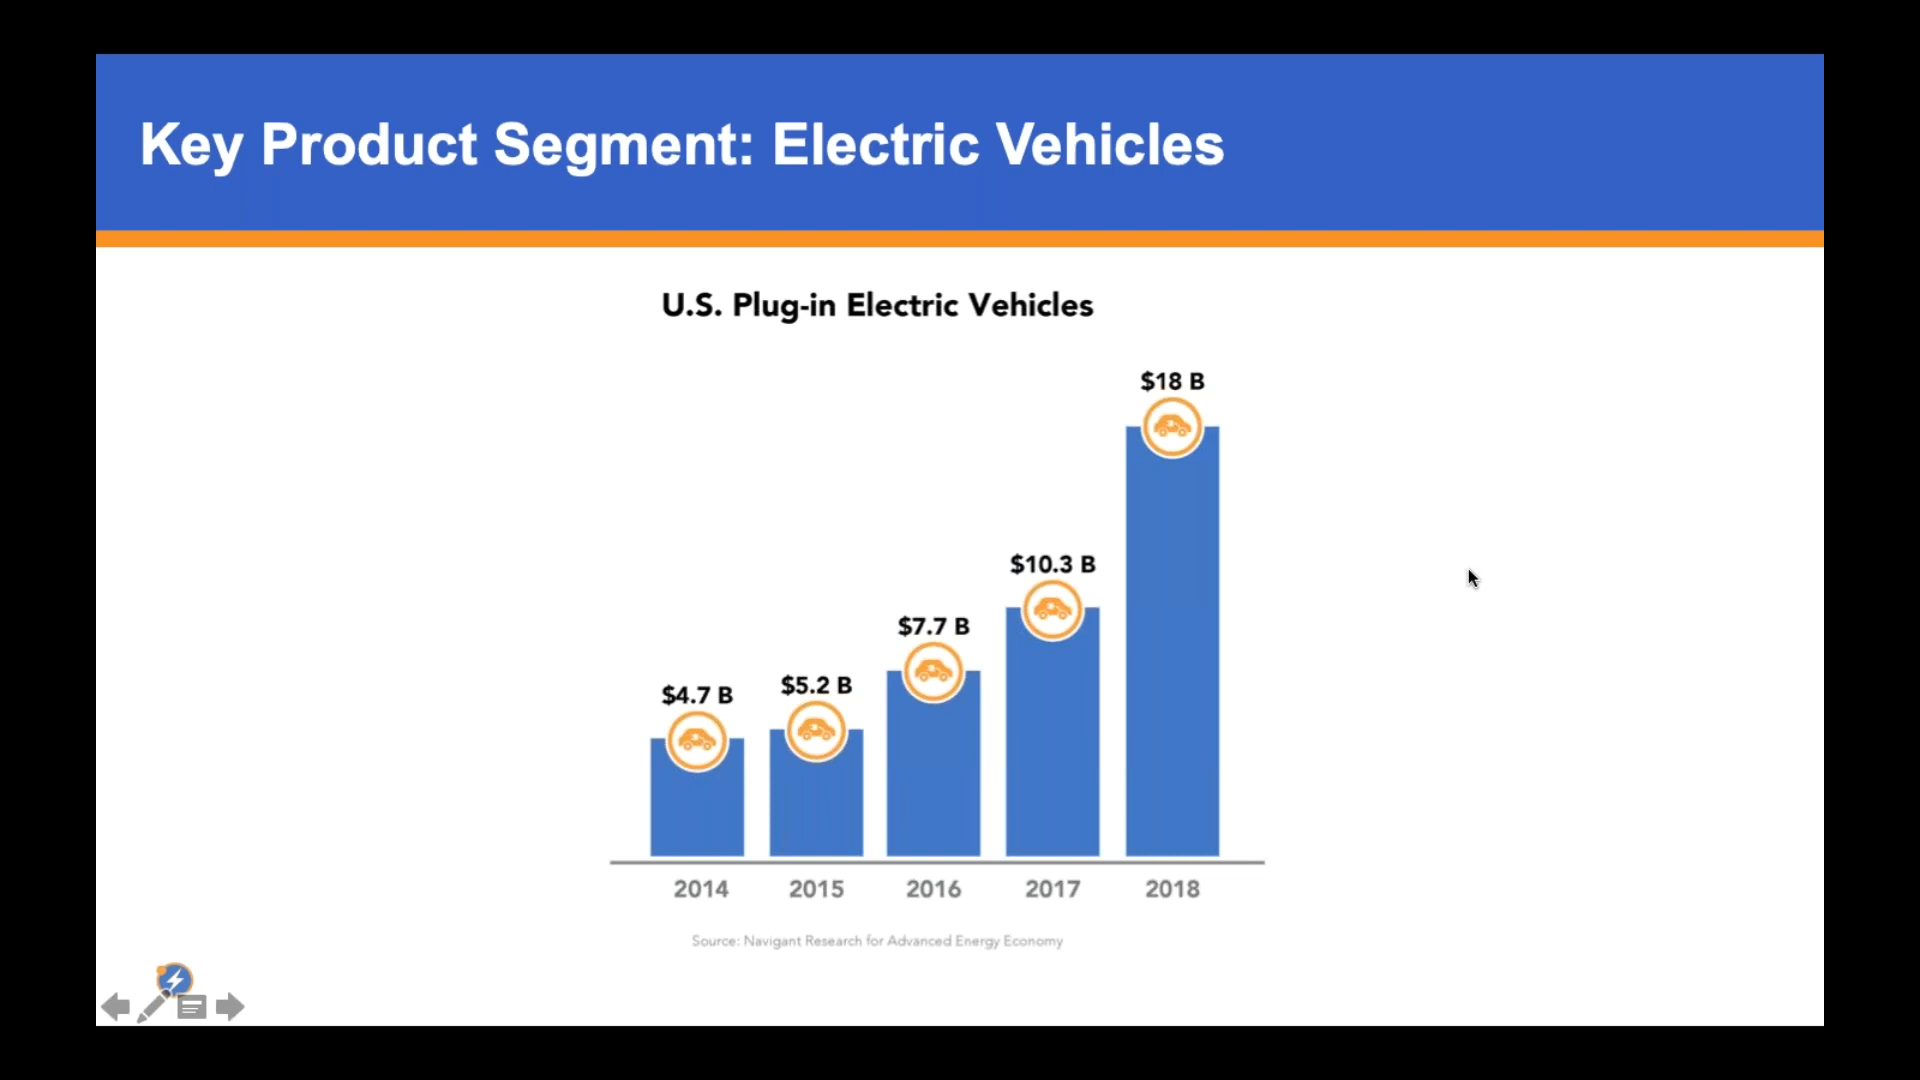 Key Product Segment: Electric Vehicles
U.S. Plug-in Electric Vehicles
$18 B
$10.3 B
$7.7 B
$5.2 B
$4.7 B
2014 2015 2016 2017 2018
Source: Navigant Research for Advanced Energy Economy